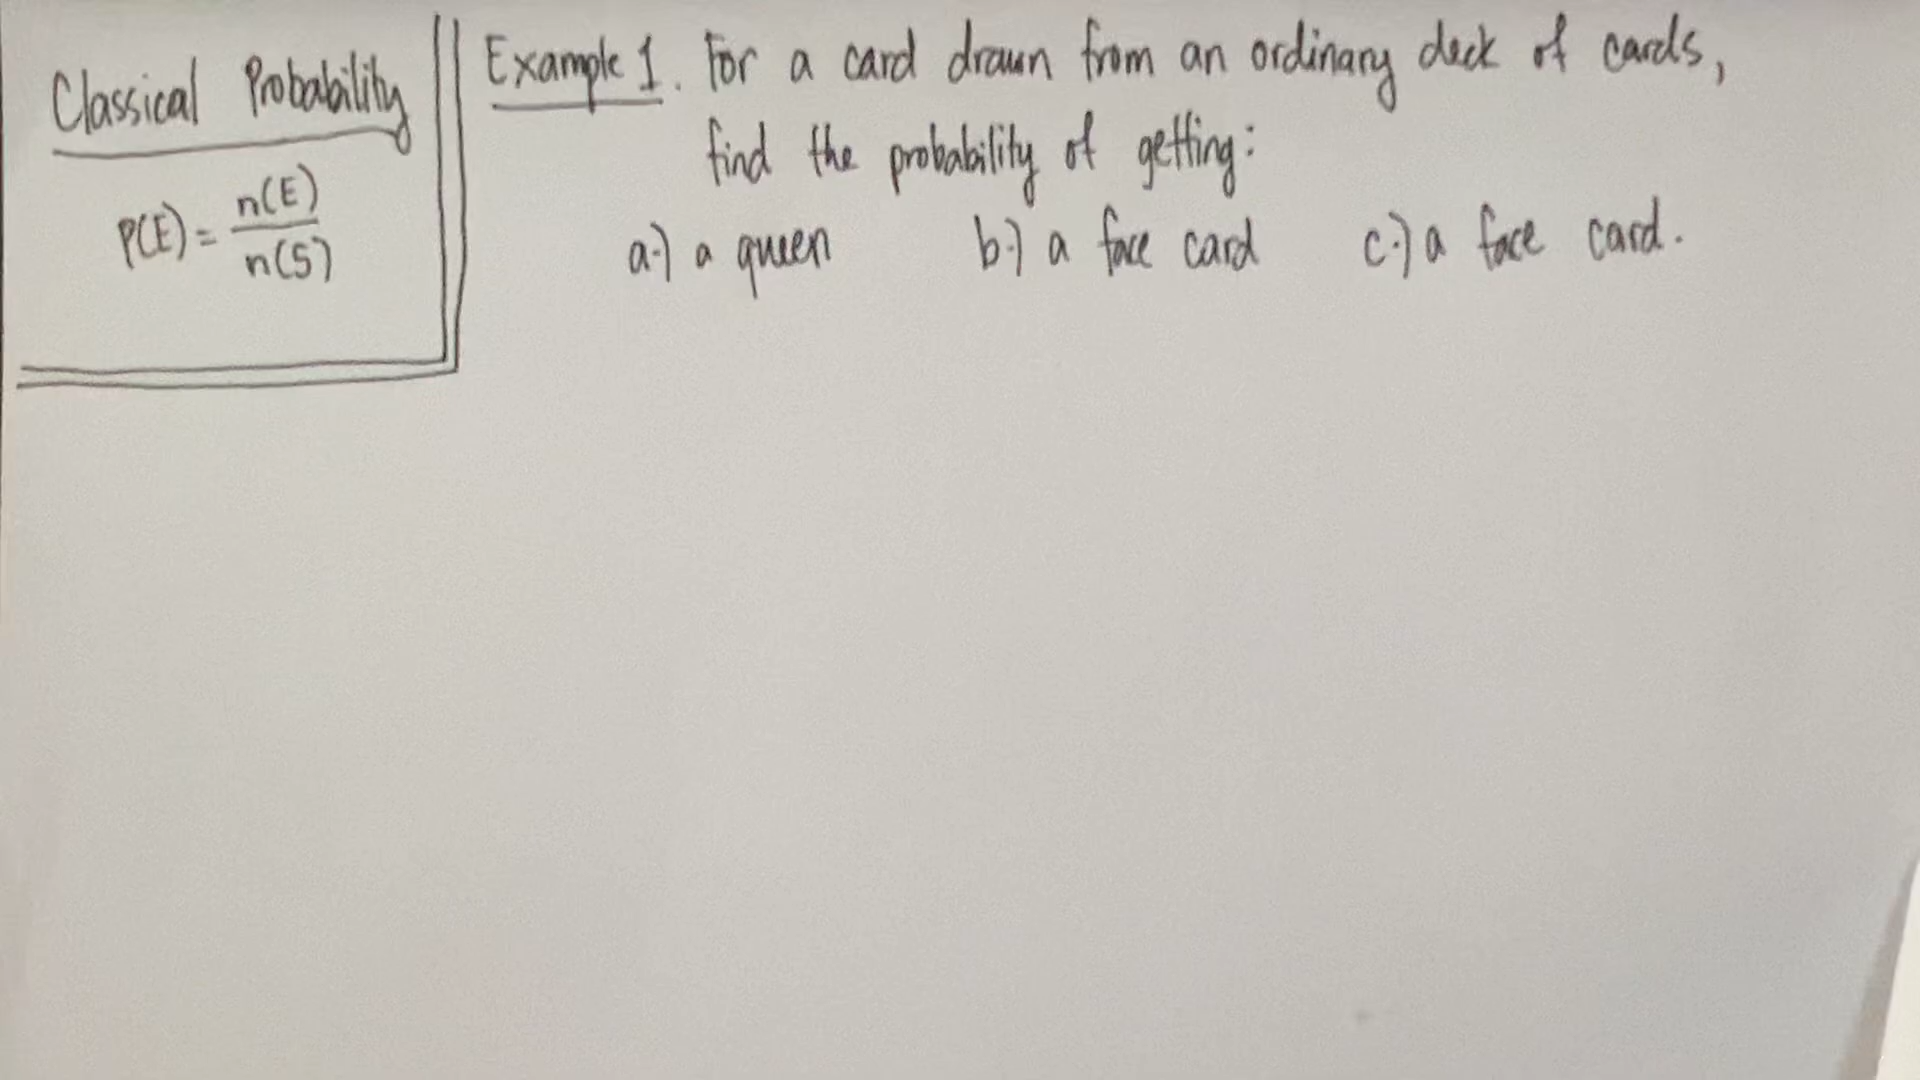 Classical Probability
P(E) = n(E) / n(S)
Example 1. For a card drawn from an ordinary deck of cards,
find the probability of getting:
a.) a queen b.) a face card c.) a face card.